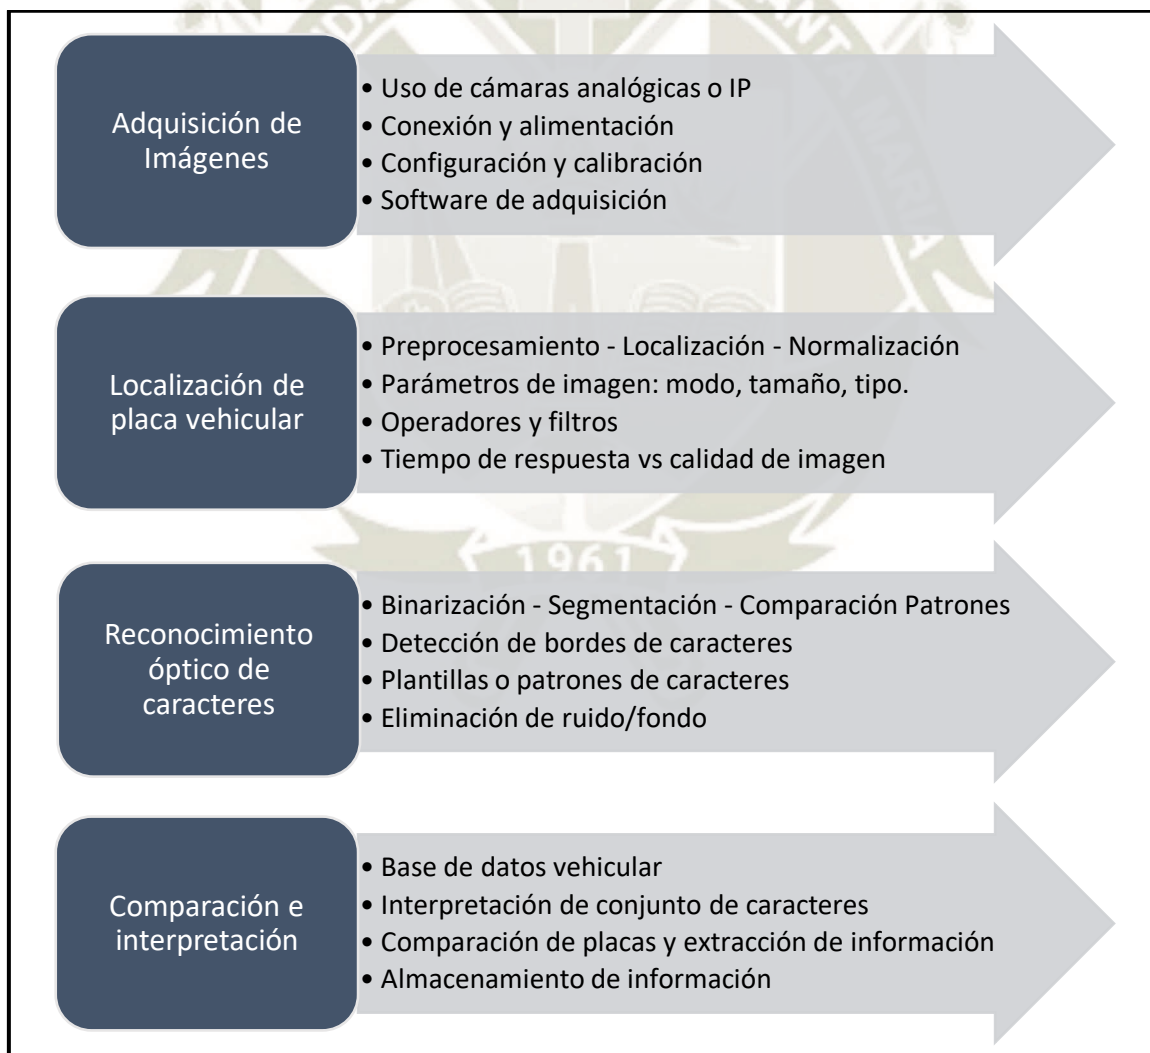 Adquisición de
Imágenes
• Uso de cámaras analógicas o IP
• Conexión y alimentación
• Configuración y calibración
• Software de adquisición
Localización de
placa vehicular
• Preprocesamiento - Localización - Normalización
• Parámetros de imagen: modo, tamaño, tipo.
• Operadores y filtros
• Tiempo de respuesta vs calidad de imagen
1961
Reconocimiento
óptico de
caracteres
• Binarización - Segmentación - Comparación Patrones
• Detección de bordes de caracteres
• Plantillas o patrones de caracteres
• Eliminación de ruido/fondo
Comparación e
interpretación
• Base de datos vehicular
• Interpretación de conjunto de caracteres
• Comparación de placas y extracción de información
• Almacenamiento de información